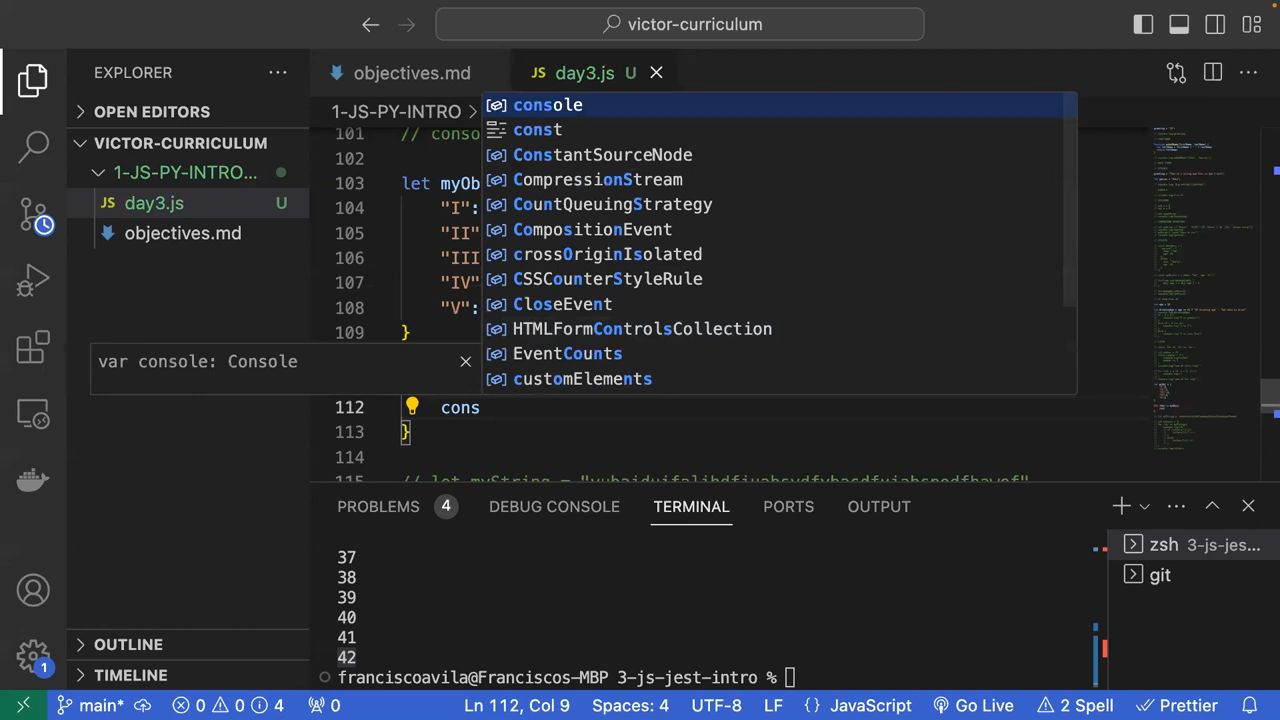 victor-curriculum
EXPLORER
objectives.md
JS day3.js U
OPEN EDITORS
1-JS-PY-INTRO >
VICTOR-CURRICULUM
1-JS-PY-INTRO...
JS day3.js U
objectives.md
101 // conso
102
103 let myOb
104 "I":
105 "II":
106 "III
107 "IV"
108 "V":
109 }
console
const
ConstantSourceNode
CompressionStream
CountQueuingStrategy
CompositionEvent
crossOriginIsolated
CSSCounterStyleRule
CloseEvent
HTMLFormControlsCollection
EventCounts
customElements
var console: Console
112 cons
113 }
114
PROBLEMS 4 DEBUG CONSOLE TERMINAL PORTS OUTPUT
37
38
39
40
41
42
franciscoavila@Franciscos-MBP 3-js-jest-intro %
zsh 3-js-jes...
git
OUTLINE
TIMELINE
1
main* 0 0 4 0 Ln 112, Col 9 Spaces: 4 UTF-8 LF {} JavaScript Go Live 2 Spell Prettier